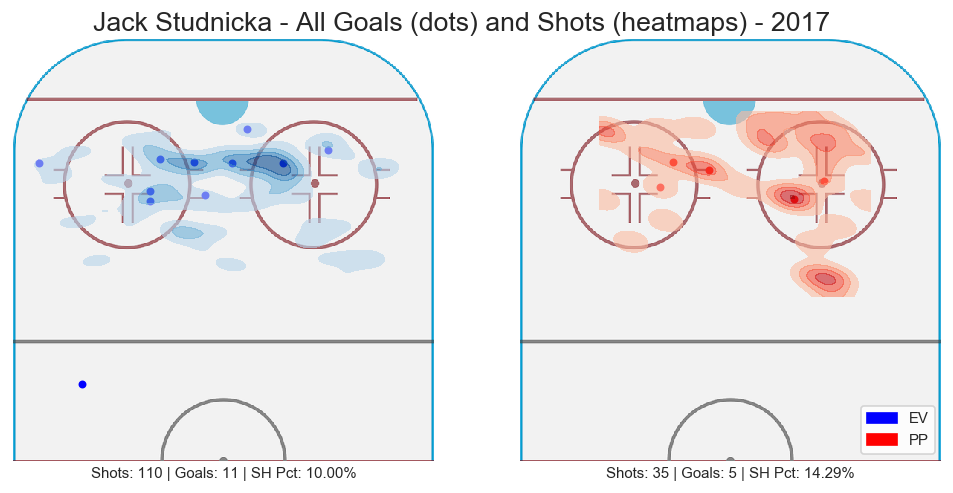 Jack Studnicka - All Goals (dots) and Shots (heatmaps) - 2017
EV
PP
Shots: 110 | Goals: 11 | SH Pct: 10.00%
Shots: 35 | Goals: 5 | SH Pct: 14.29%